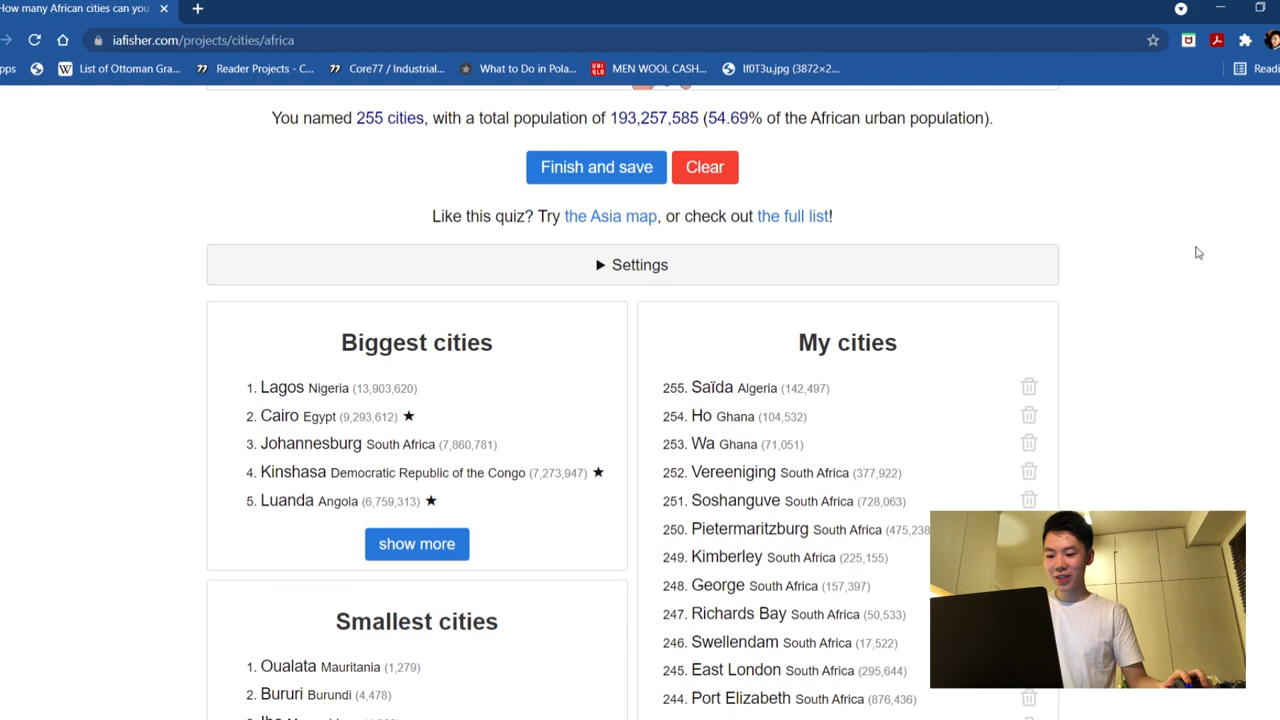 How many African cities can you
iafisher.com/projects/cities/africa
pps
List of Ottoman Gra...
Reader Projects - C...
Core77 / Industrial...
What to Do in Pola...
MEN WOOL CASH...
If0T3u.jpg (3872×2...
Readi
You named 255 cities, with a total population of 193,257,585 (54.69% of the African urban population).
Finish and save
Clear
Like this quiz? Try the Asia map, or check out the full list!
▶ Settings
Biggest cities
1. Lagos Nigeria (13,903,620)
2. Cairo Egypt (9,293,612) ★
3. Johannesburg South Africa (7,860,781)
4. Kinshasa Democratic Republic of the Congo (7,273,947) ★
5. Luanda Angola (6,759,313) ★
show more
Smallest cities
1. Oualata Mauritania (1,279)
2. Bururi Burundi (4,478)
My cities
255. Saïda Algeria (142,497)
254. Ho Ghana (104,532)
253. Wa Ghana (71,051)
252. Vereeniging South Africa (377,922)
251. Soshanguve South Africa (728,063)
250. Pietermaritzburg South Africa (475,238
249. Kimberley South Africa (225,155)
248. George South Africa (157,397)
247. Richards Bay South Africa (50,533)
246. Swellendam South Africa (17,522)
245. East London South Africa (295,644)
244. Port Elizabeth South Africa (876,436)